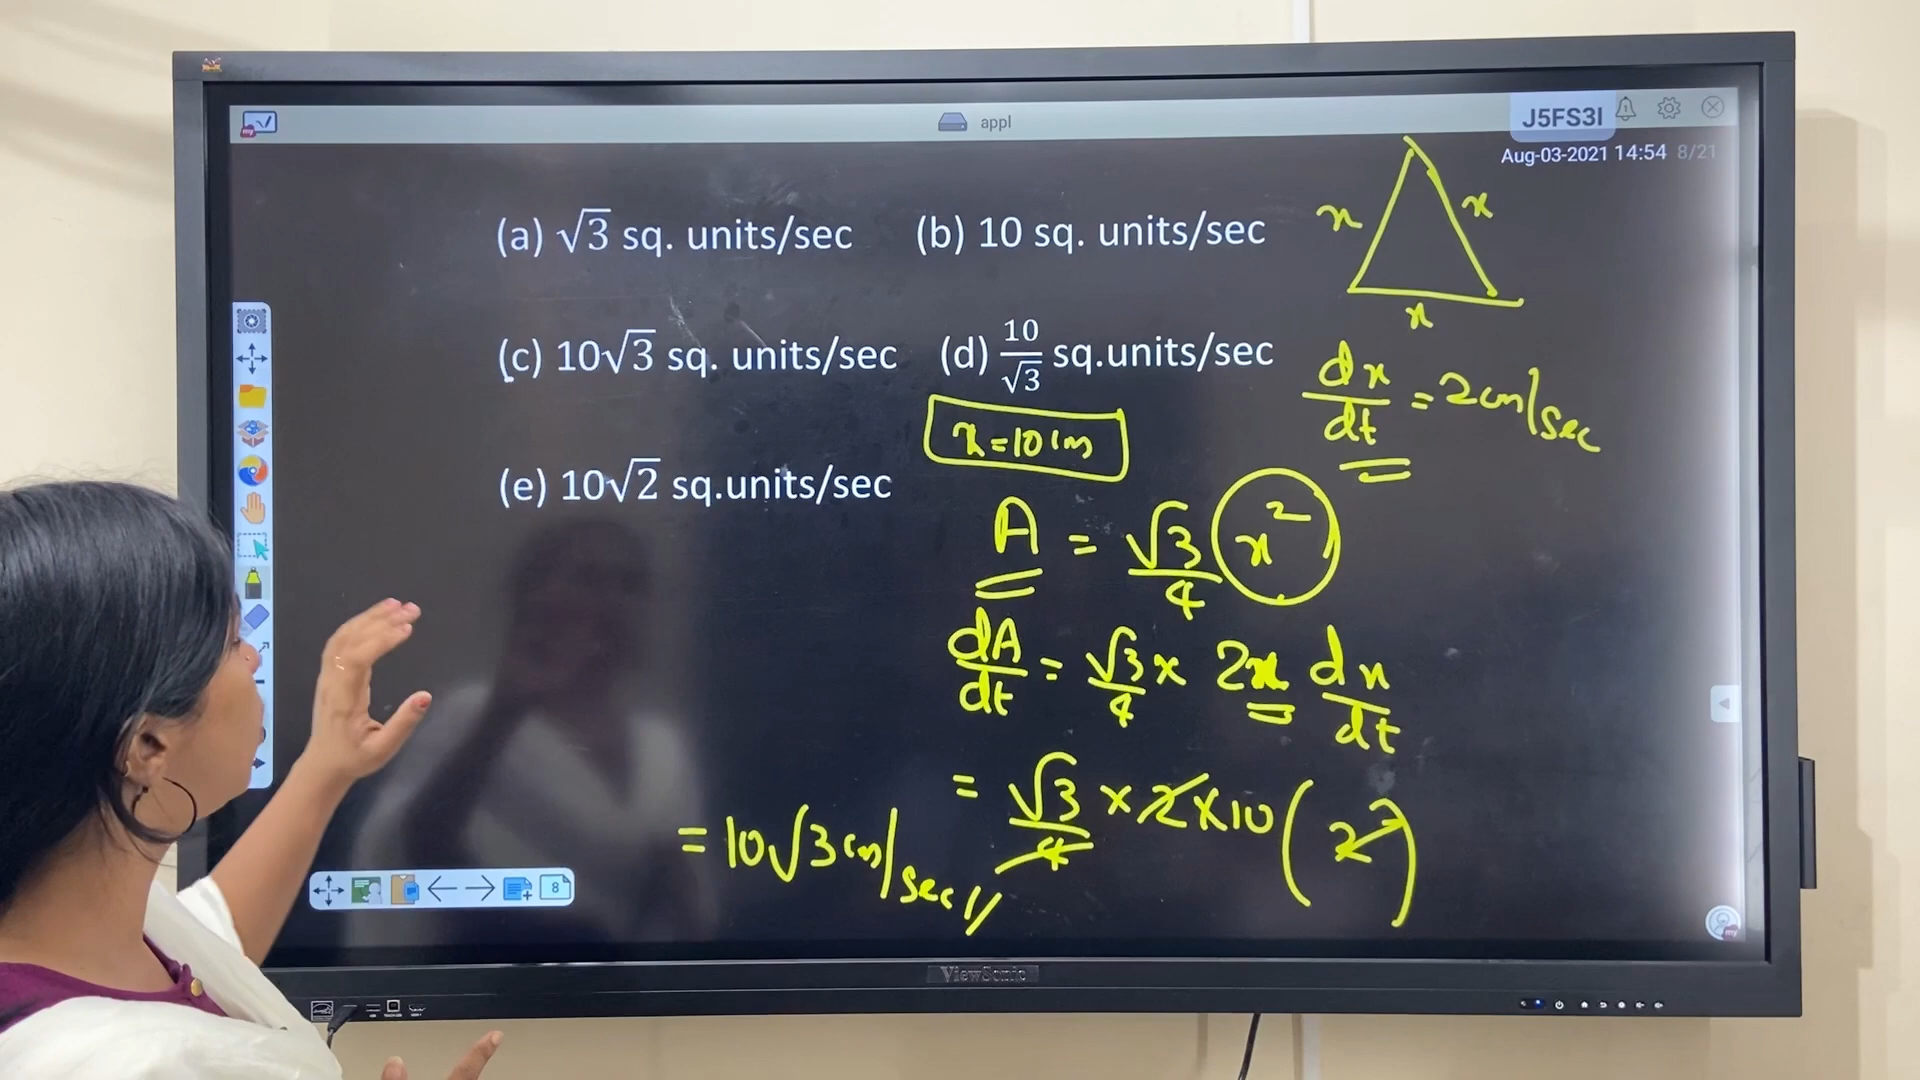 appl
J5FS3I
Aug-03-2021 14:54 8/21
(a) √3 sq. units/sec (b) 10 sq. units/sec
x x
x
(c) 10√3 sq. units/sec (d) 10/√3 sq.units/sec
dx/dt = 2cm/sec
x=10cm
(e) 10√2 sq.units/sec
A = √3/4 x²
dA/dt = √3/4 x 2x dx/dt
= √3/4 x 2 x 10 (2)
= 10√3 cm/sec//
8
ViewSonic